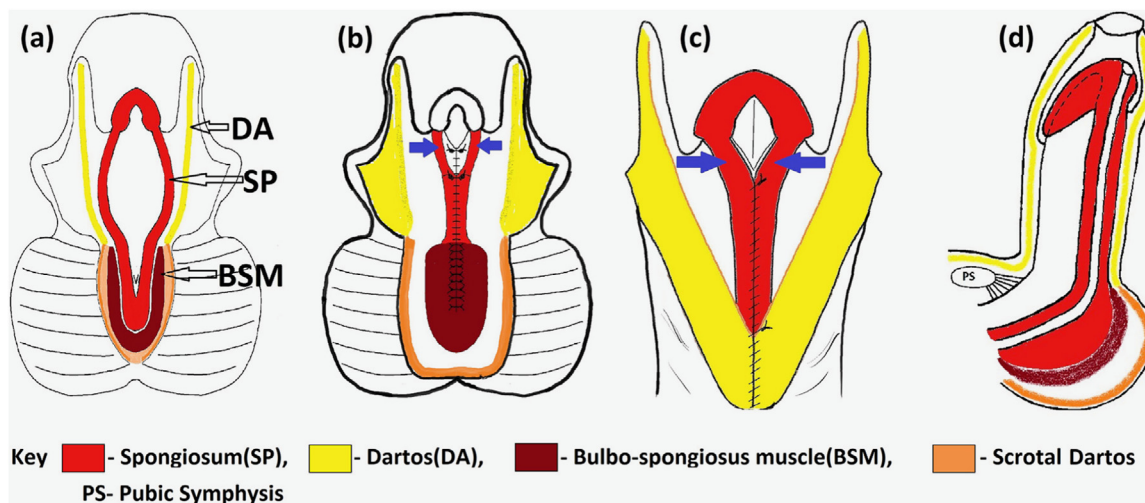 (a) (b) (c) (d)
DA
SP
BSM
PS
Key - Spongiosum(SP), - Dartos(DA), - Bulbo-spongiosus muscle(BSM), - Scrotal Dartos
PS- Pubic Symphysis